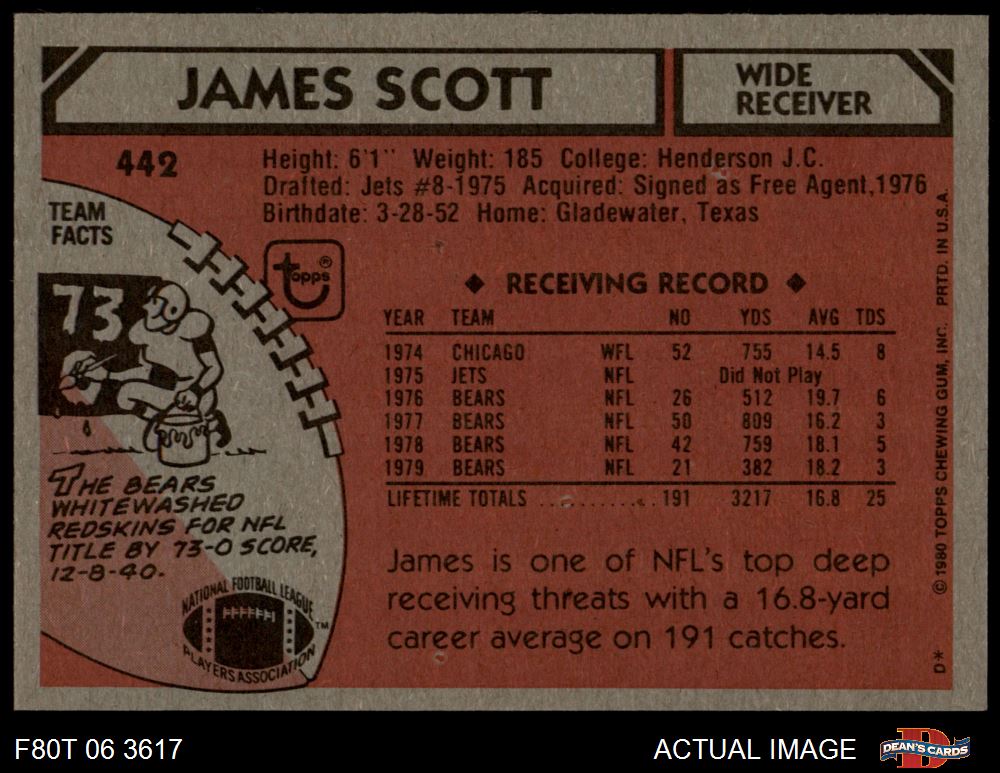 JAMES SCOTT
WIDE
RECEIVER
442
Height: 6'1" Weight: 185 College: Henderson J.C.
Drafted: Jets #8-1975 Acquired: Signed as Free Agent,1976
Birthdate: 3-28-52 Home: Gladewater, Texas
TEAM
FACTS
73
topps®
◆ RECEIVING RECORD ◆
YEAR TEAM NO YDS AVG TDS
1974 CHICAGO WFL 52 755 14.5 8
1975 JETS NFL Did Not Play
1976 BEARS NFL 26 512 19.7 6
1977 BEARS NFL 50 809 16.2 3
1978 BEARS NFL 42 759 18.1 5
1979 BEARS NFL 21 382 18.2 3
LIFETIME TOTALS ........... 191 3217 16.8 25
THE BEARS
WHITEWASHED
REDSKINS FOR NFL
TITLE BY 73-0 SCORE,
12-8-40.
NATIONAL FOOTBALL LEAGUE
PLAYERS ASSOCIATION
TM
James is one of NFL's top deep
receiving threats with a 16.8-yard
career average on 191 catches.
© 1980 TOPPS CHEWING GUM, INC. PRTD. IN U.S.A.
D*
F80T 06 3617
ACTUAL IMAGE
DEAN'S CARDS